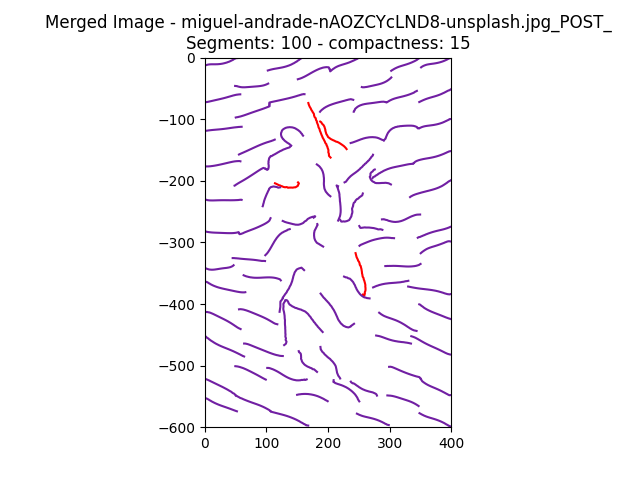 Merged Image - miguel-andrade-nAOZCYcLND8-unsplash.jpg_POST_
Segments: 100 - compactness: 15
0
−100
−200
−300
−400
−500
−600
0 100 200 300 400